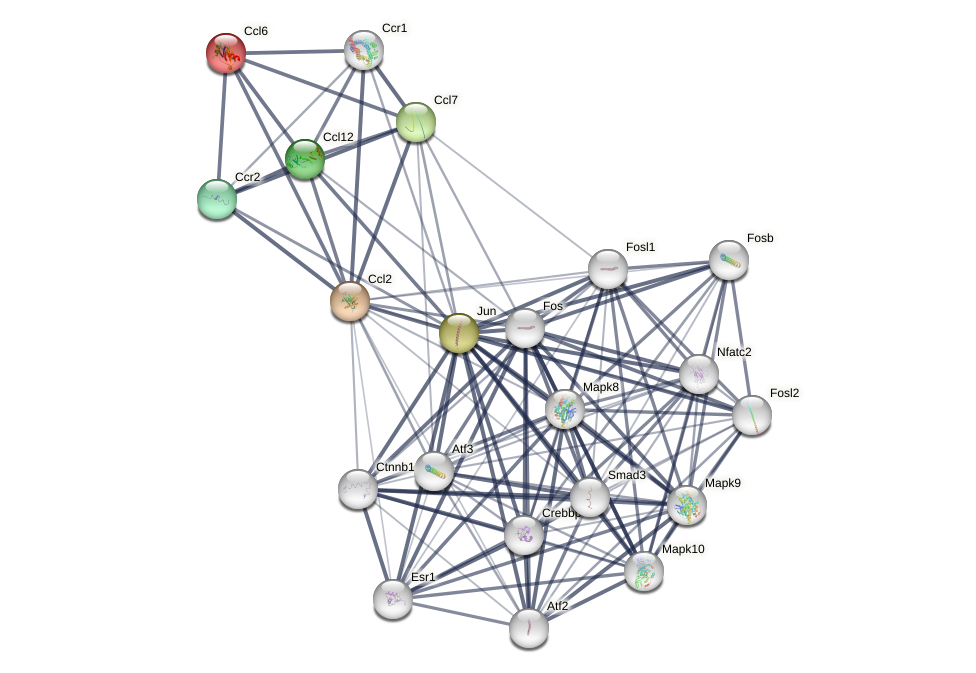 Ccl6
Ccr1
Ccl7
Ccl12
Ccr2
Fosb
Fosl1
Ccl2
Jun
Fos
Nfatc2
Mapk8
Fosl2
Atf3
Ctnnb1
Smad3
Mapk9
Crebbp
Mapk10
Esr1
Atf2